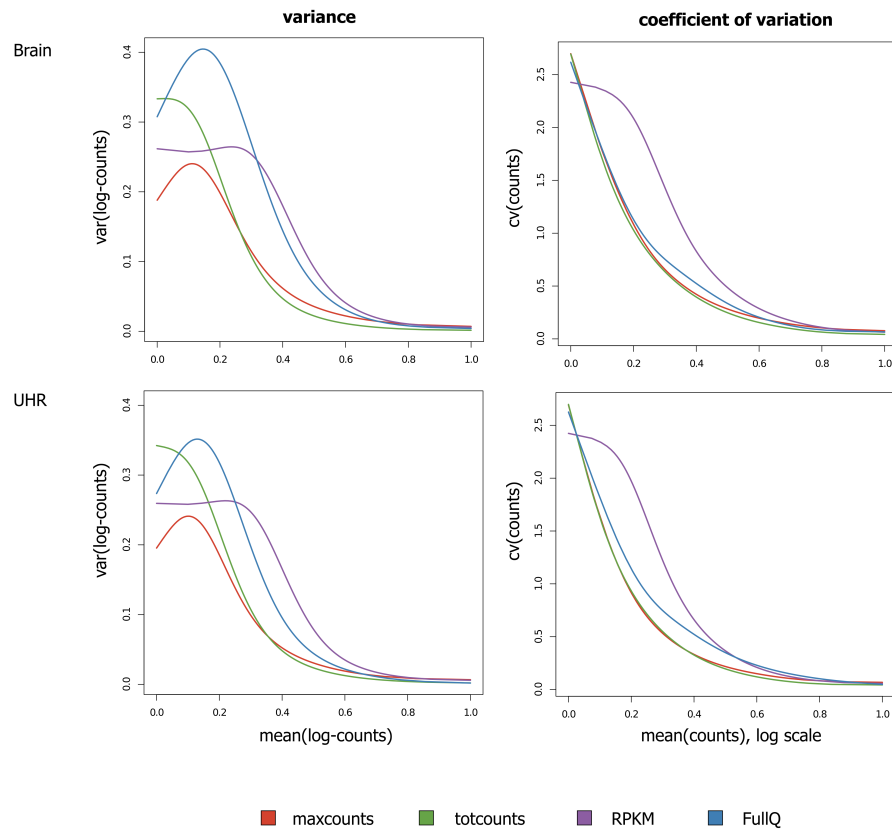 variance
coefficient of variation
Brain
var(log-counts)
0.0 0.1 0.2 0.3 0.4
0.0 0.2 0.4 0.6 0.8 1.0
cv(counts)
0.0 0.5 1.0 1.5 2.0 2.5
0.0 0.2 0.4 0.6 0.8 1.0
UHR
var(log-counts)
0.0 0.1 0.2 0.3 0.4
0.0 0.2 0.4 0.6 0.8 1.0
mean(log-counts)
cv(counts)
0.0 0.5 1.0 1.5 2.0 2.5
0.0 0.2 0.4 0.6 0.8 1.0
mean(counts), log scale
maxcounts totcounts RPKM FullQ